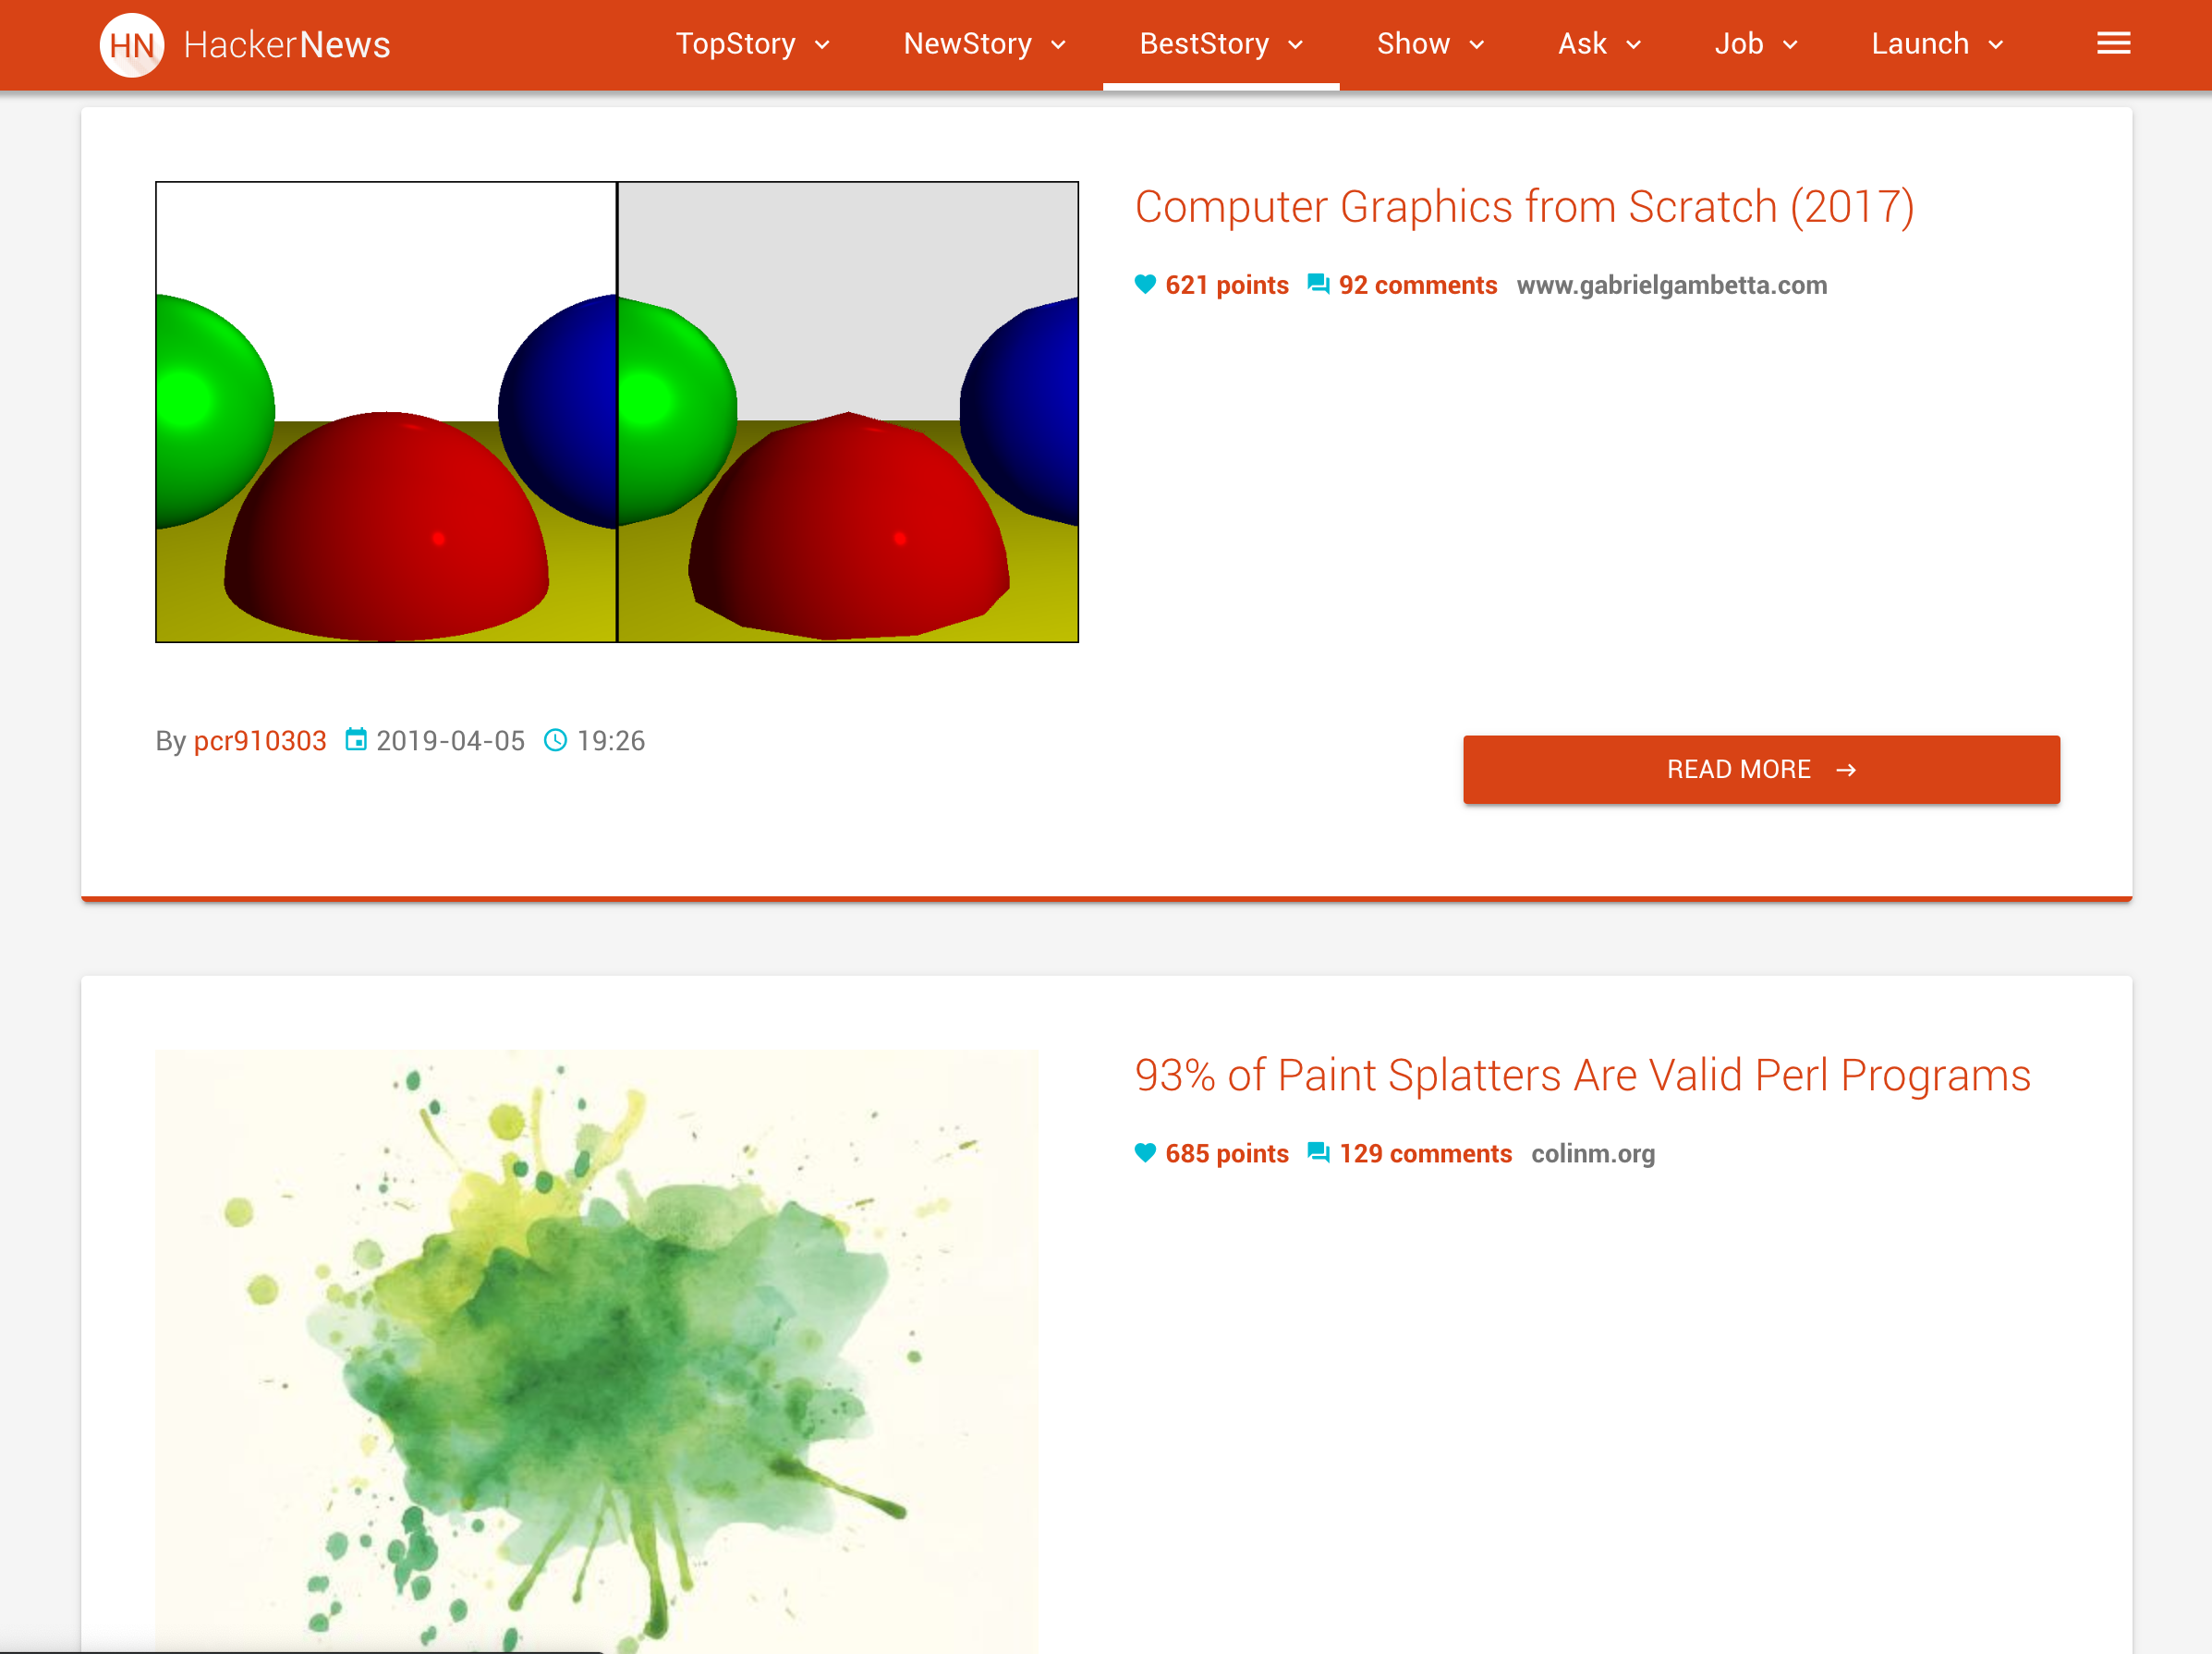 HN HackerNews TopStory NewStory BestStory Show Ask Job Launch
Computer Graphics from Scratch (2017)
621 points 92 comments www.gabrielgambetta.com
By pcr910303 2019-04-05 19:26
READ MORE
93% of Paint Splatters Are Valid Perl Programs
685 points 129 comments colinm.org